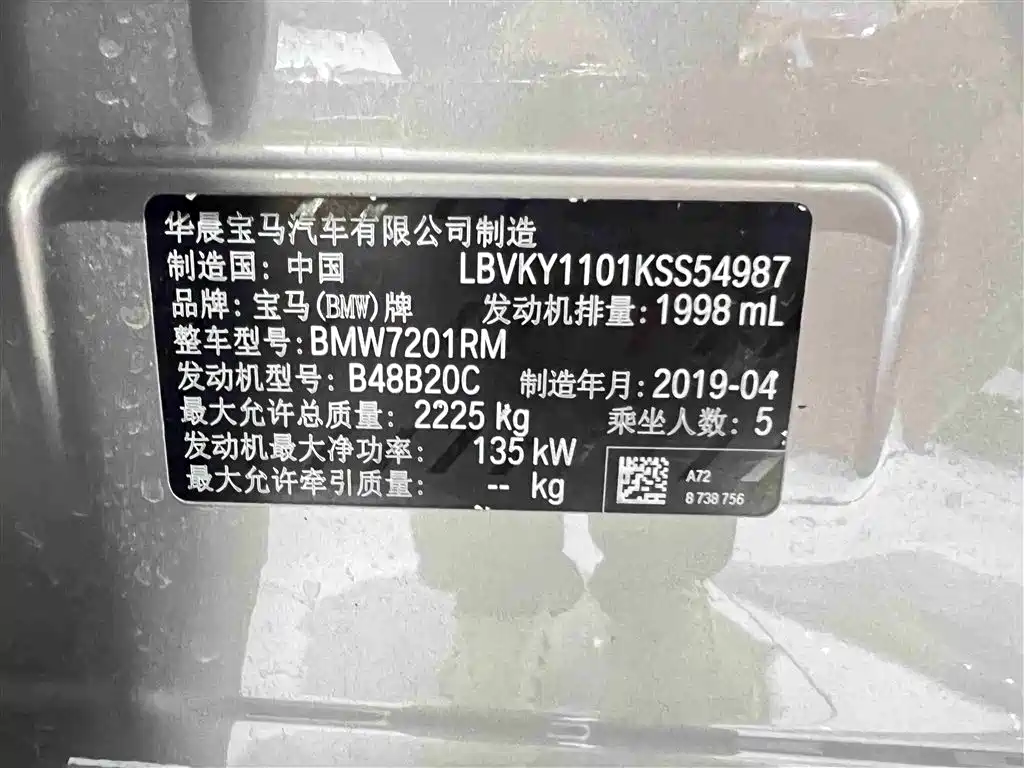 华晨宝马汽车有限公司制造
制造国：中国 LBVKY1101KSS54987
品牌：宝马(BMW)牌 发动机排量：1998 mL
整车型号：BMW7201RM
发动机型号：B48B20C 制造年月：2019-04
最大允许总质量：2225 kg 乘坐人数：5
发动机最大净功率：135 kW
最大允许牵引质量：-- kg
A72
8 738 756